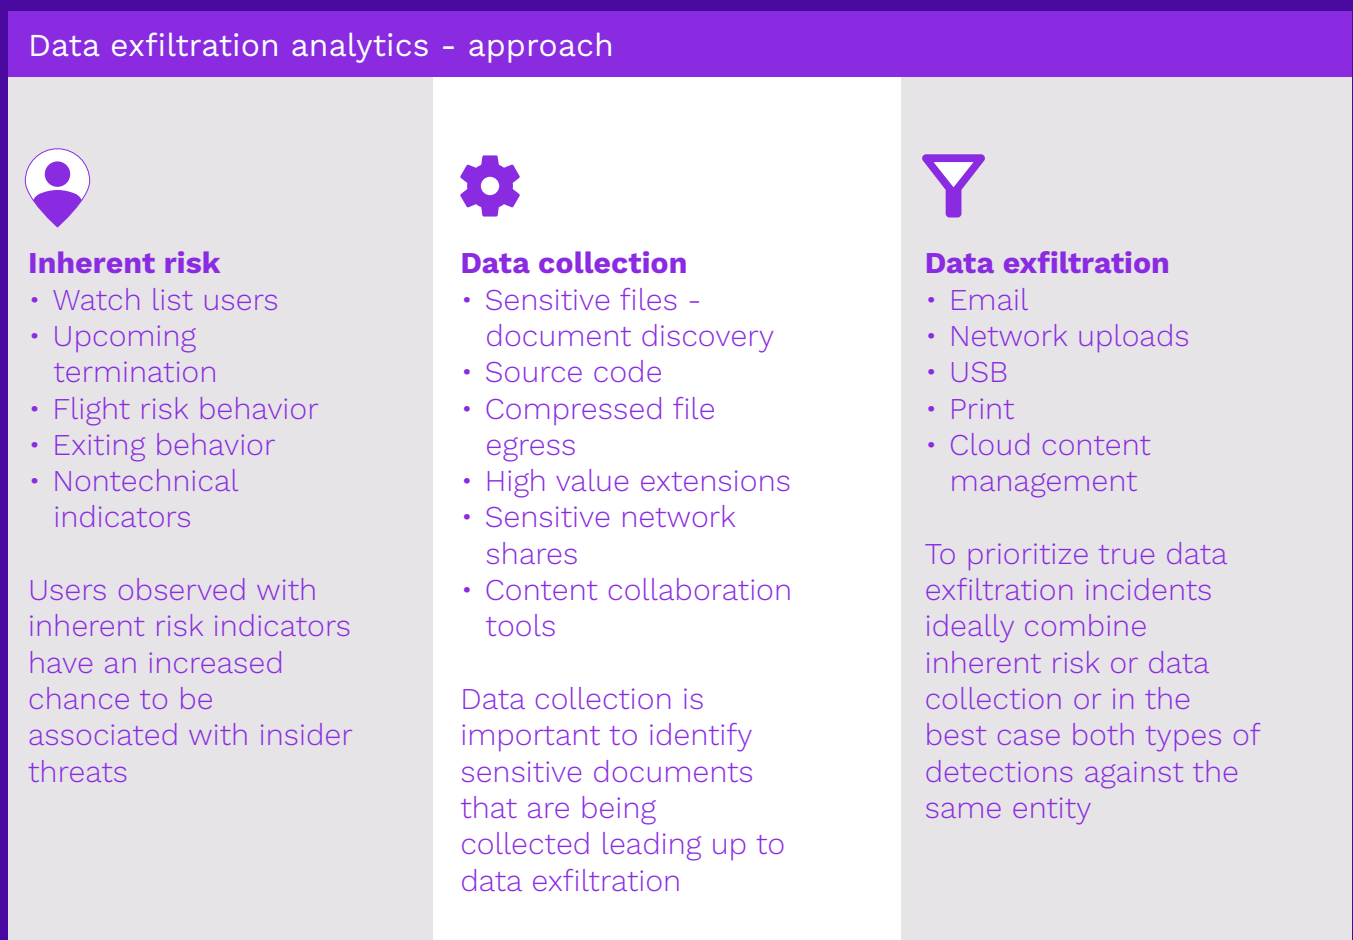 Data exfiltration analytics - approach
Inherent risk
• Watch list users
• Upcoming
termination
• Flight risk behavior
• Exiting behavior
• Nontechnical
indicators
Users observed with
inherent risk indicators
have an increased
chance to be
associated with insider
threats
Data collection
• Sensitive files -
document discovery
• Source code
• Compressed file
egress
• High value extensions
• Sensitive network
shares
• Content collaboration
tools
Data collection is
important to identify
sensitive documents
that are being
collected leading up to
data exfiltration
Data exfiltration
• Email
• Network uploads
• USB
• Print
• Cloud content
management
To prioritize true data
exfiltration incidents
ideally combine
inherent risk or data
collection or in the
best case both types of
detections against the
same entity